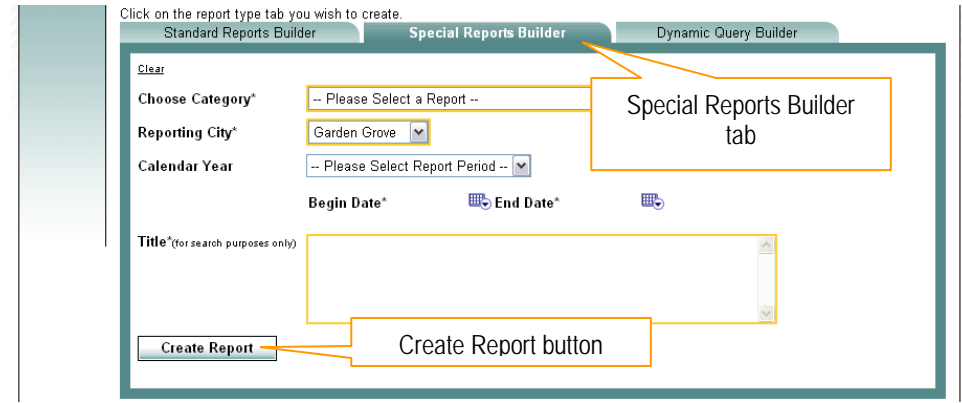 Click on the report type tab you wish to create.
Standard Reports Builder Special Reports Builder Dynamic Query Builder
Clear
Choose Category* -- Please Select a Report --
Special Reports Builder
tab
Reporting City* Garden Grove
Calendar Year -- Please Select Report Period --
Begin Date* End Date*
Title*(for search purposes only)
Create Report
Create Report button